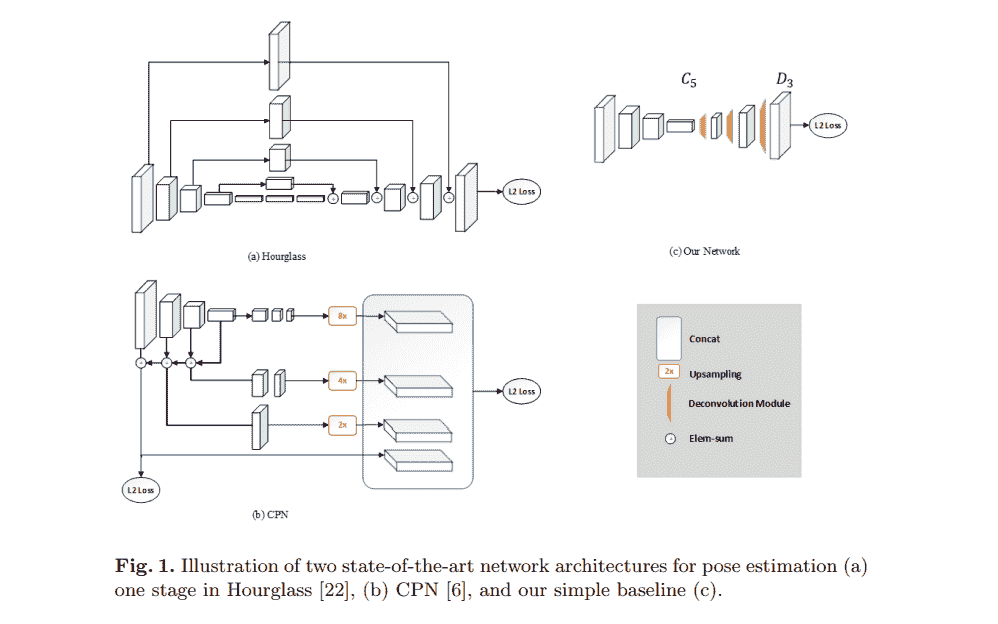 C5
D3
L2 Loss
L2 Loss
(a) Hourglass
(c) Our Network
8x
4x
L2 Loss
2x
L2 Loss
(b) CPN
Concat
2x Upsampling
Deconvolution Module
Elem-sum
Fig. 1. Illustration of two state-of-the-art network architectures for pose estimation (a)
one stage in Hourglass [22], (b) CPN [6], and our simple baseline (c).